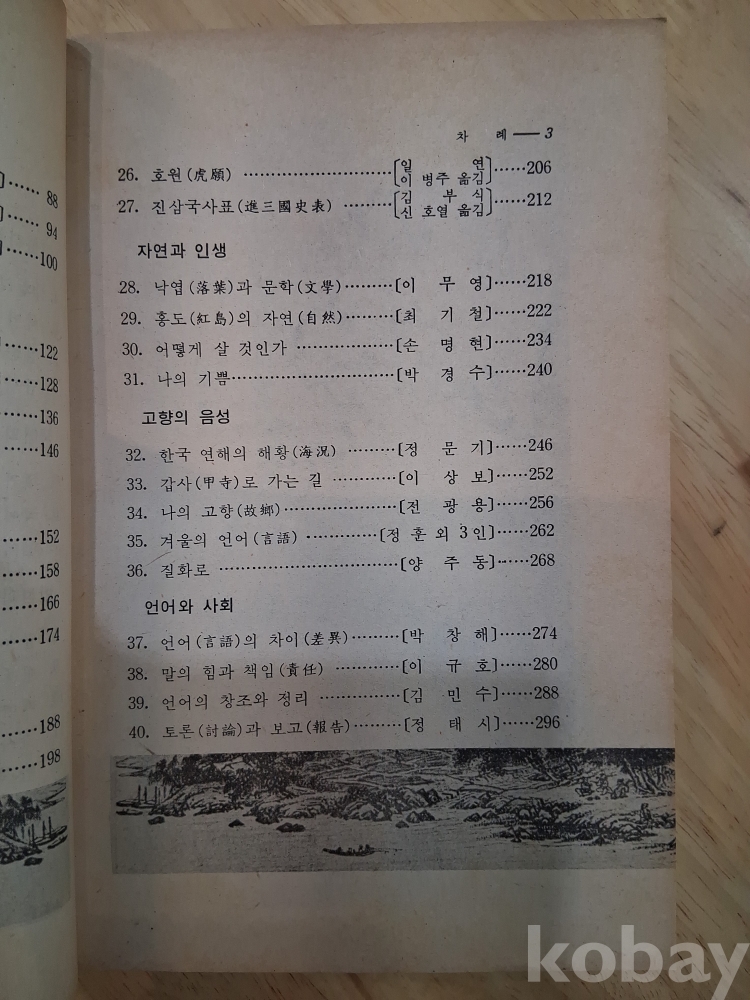 88
94
100
122
128
136
146
152
158
166
174
188
198
차 례 — 3
26. 호원(虎願) ·········· [일 연 / 이 병주 옮김] ······206
27. 진삼국사표(進三國史表) ········· [김 부 식 / 신 호열 옮김] ······212
자연과 인생
28. 낙엽(落葉)과 문학(文學) ········· [이 무 영] ······218
29. 홍도(紅島)의 자연(自然) ········· [최 기 철] ······222
30. 어떻게 살 것인가 ·········· [손 명 현] ······234
31. 나의 기쁨 ·········· [박 경 수] ······240
고향의 음성
32. 한국 연해의 해황(海況) ········· [정 문 기] ······246
33. 갑사(甲寺)로 가는 길 ·········· [이 상 보] ······252
34. 나의 고향(故鄕) ·········· [전 광 용] ······256
35. 겨울의 언어(言語) ·········· [정 훈 외 3 인] ······262
36. 질화로 ·········· [양 주 동] ······268
언어와 사회
37. 언어(言語)의 차이(差異) ········· [박 창 해] ······274
38. 말의 힘과 책임(責任) ·········· [이 규 호] ······280
39. 언어의 창조와 정리 ·········· [김 민 수] ······288
40. 토론(討論)과 보고(報告) ········· [정 태 시] ······296
kobay